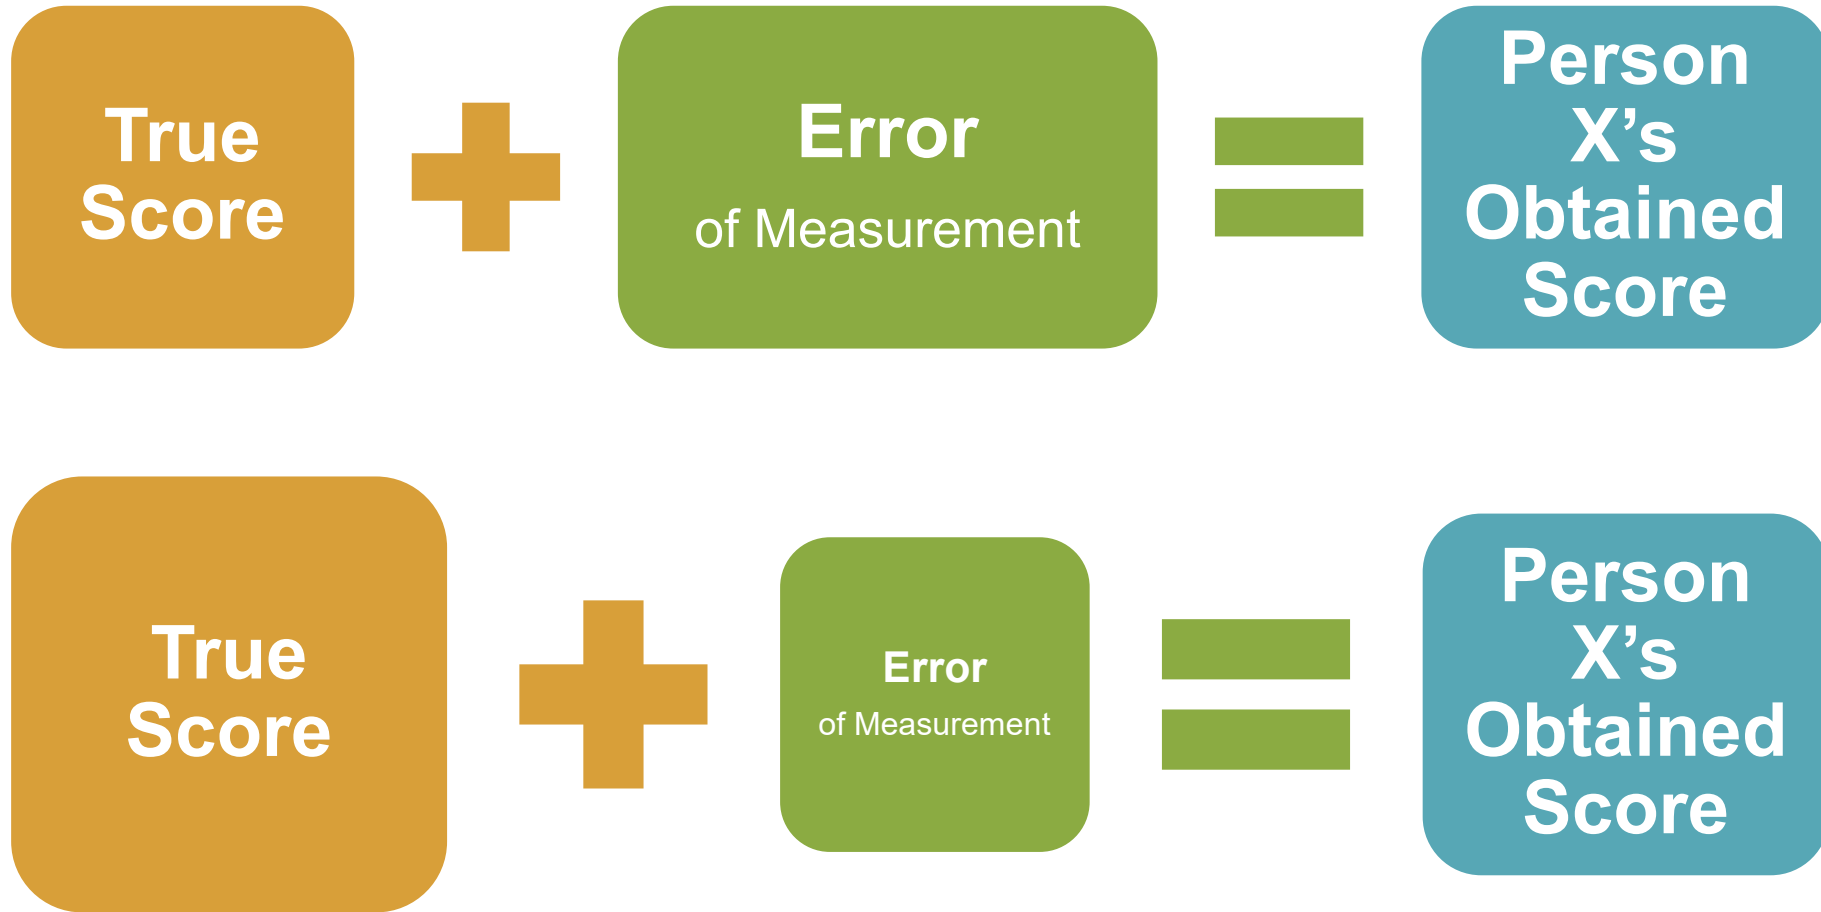 True
Score
Error
of Measurement
Person
X’s
Obtained
Score
True
Score
Error
of Measurement
Person
X’s
Obtained
Score